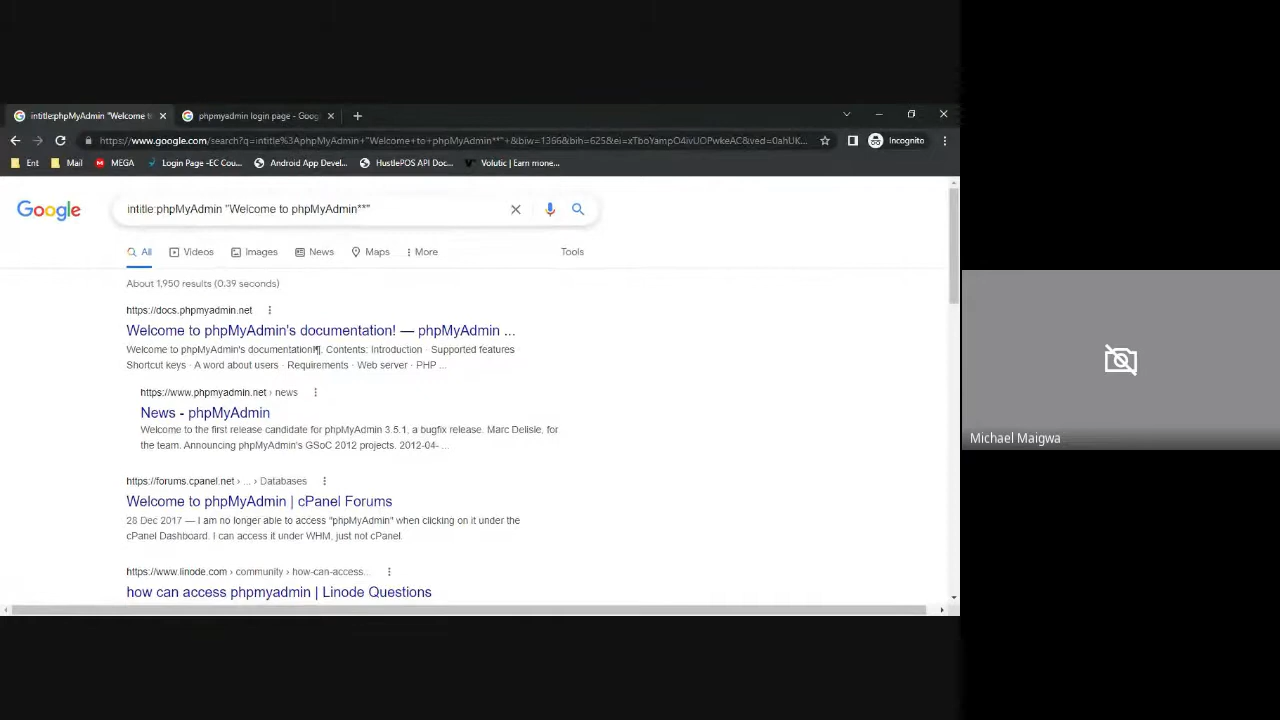 intitle:phpMyAdmin "Welcome t
phpmyadmin login page - Goog
https://www.google.com/search?q=intitle%3AphpMyAdmin+"Welcome+to+phpMyAdmin**"+&biw=1366&bih=625&ei=xTboYampO4ivUOPwkeAC&ved=0ahUK...
Incognito
Ent
Mail
MEGA
Login Page -EC Cou...
Android App Devel...
HustlePOS API Doc...
Volutic | Earn mone...
Google
intitle:phpMyAdmin "Welcome to phpMyAdmin**"
All
Videos
Images
News
Maps
More
Tools
About 1,950 results (0.39 seconds)
https://docs.phpmyadmin.net
Welcome to phpMyAdmin's documentation! — phpMyAdmin ...
Welcome to phpMyAdmin's documentation!¶. Contents: Introduction · Supported features
Shortcut keys · A word about users · Requirements · Web server · PHP ...
https://www.phpmyadmin.net › news
News - phpMyAdmin
Welcome to the first release candidate for phpMyAdmin 3.5.1, a bugfix release. Marc Delisle, for
the team. Announcing phpMyAdmin's GSoC 2012 projects. 2012-04- ...
https://forums.cpanel.net › ... › Databases
Welcome to phpMyAdmin | cPanel Forums
28 Dec 2017 — I am no longer able to access "phpMyAdmin" when clicking on it under the
cPanel Dashboard. I can access it under WHM, just not cPanel.
https://www.linode.com › community › how-can-access...
how can access phpmyadmin | Linode Questions
Michael Maigwa